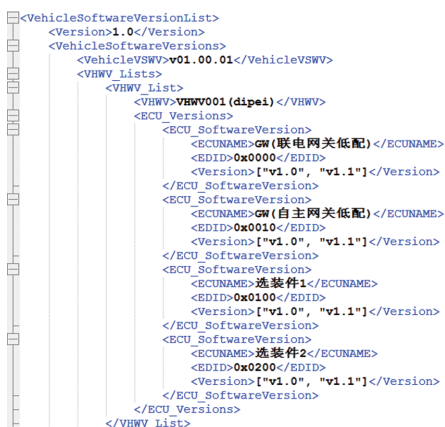 <VehicleSoftwareVersionList>
<Version>1.0</Version>
<VehicleSoftwareVersions>
<VehicleVSWV>v01.00.01</VehicleVSWV>
<VHWV_Lists>
<VHWV_List>
<VHWV>VHWV001(dipei)</VHWV>
<ECU_Versions>
<ECU_SoftwareVersion>
<ECUNAME>GW(联电网关低配)</ECUNAME>
<EDID>0x0000</EDID>
<Version>["v1.0", "v1.1"]</Version>
</ECU_SoftwareVersion>
<ECU_SoftwareVersion>
<ECUNAME>GW(自主网关低配)</ECUNAME>
<EDID>0x0010</EDID>
<Version>["v1.0", "v1.1"]</Version>
</ECU_SoftwareVersion>
<ECU_SoftwareVersion>
<ECUNAME>选装件1</ECUNAME>
<EDID>0x0100</EDID>
<Version>["v1.0", "v1.1"]</Version>
</ECU_SoftwareVersion>
<ECU_SoftwareVersion>
<ECUNAME>选装件2</ECUNAME>
<EDID>0x0200</EDID>
<Version>["v1.0", "v1.1"]</Version>
</ECU_SoftwareVersion>
</ECU_Versions>
</VHWV_List>